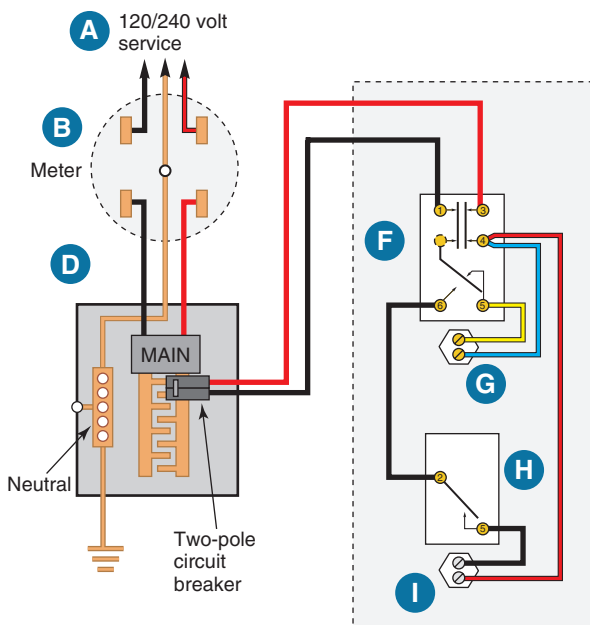 A
120/240 volt
service
B
Meter
D
MAIN
Neutral
Two-pole
circuit
breaker
F
1
3
4
6
5
G
H
2
5
I